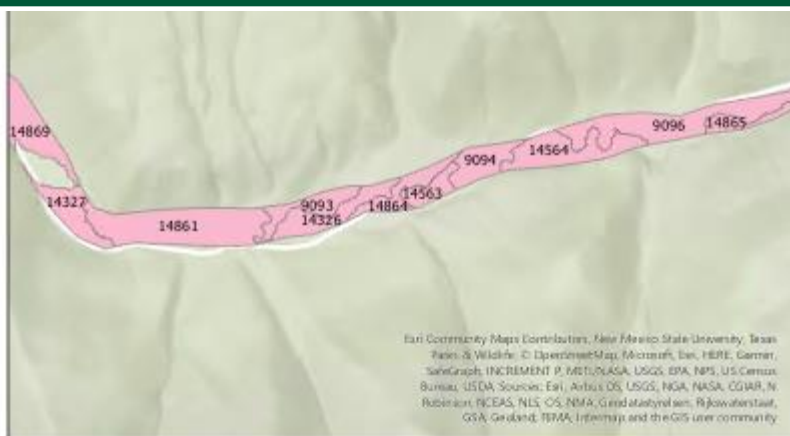 14869
14327
14861
9093
14326
14864
14563
9094
14564
9096
14865
Esri Community Maps Contributors, New Mexico State University, Texas
Parks & Wildlife, © OpenStreetMap, Microsoft, Esri, HERE, Garmin,
SafeGraph, INCREMENT P, METI/NASA, USGS, EPA, NPS, US Census
Bureau, USDA, Sources: Esri, Airbus DS, USGS, NGA, NASA, CGIAR, N
Robinson, NCEAS, NLS, OS, NMA, Geodatastyrelsen, Rijkswaterstaat,
GSA, Geoland, FEMA, Intermap and the GIS user community